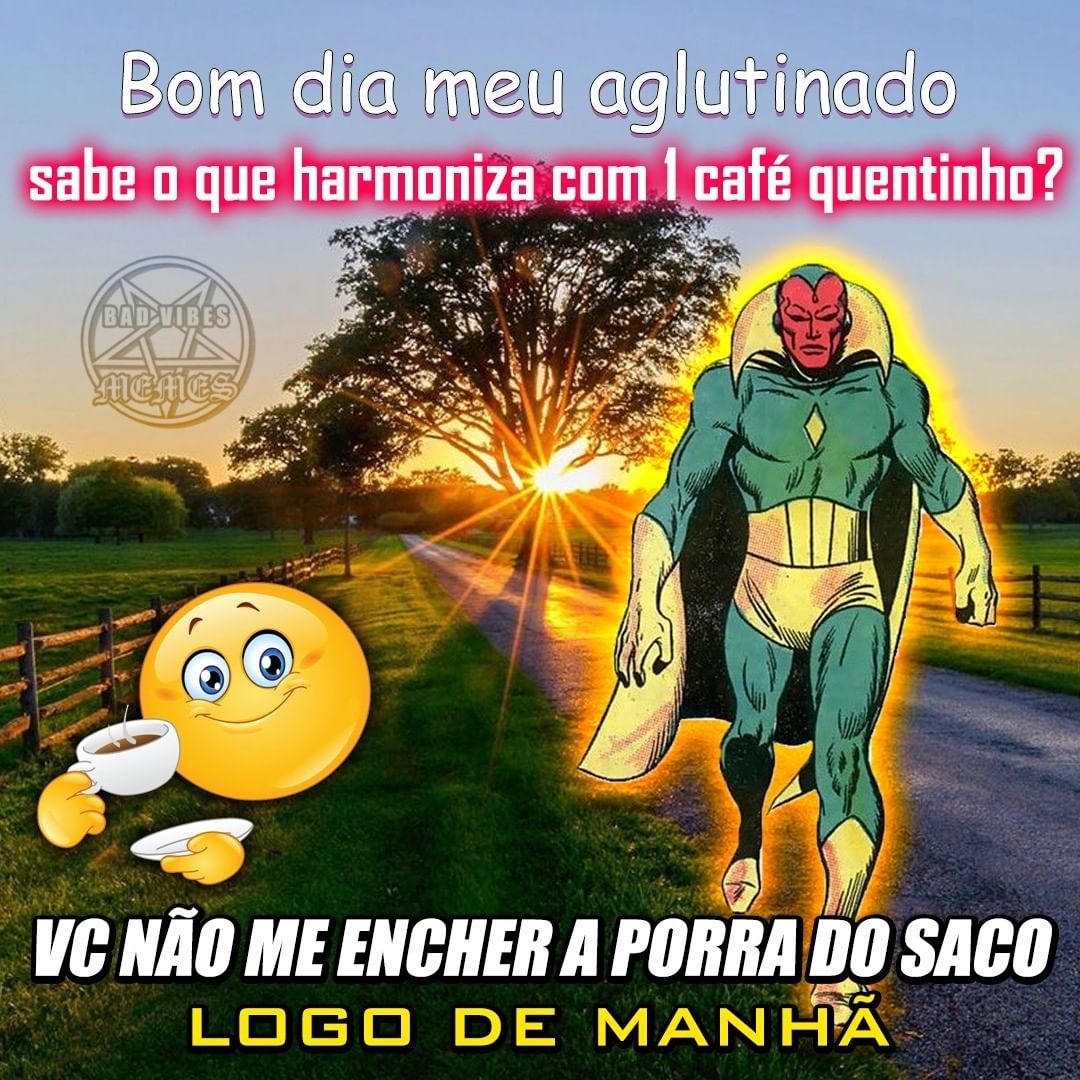 Bom dia meu aglutinado
sabe o que harmoniza com 1 café quentinho?
BAD VIBES
MEMES
VC NÃO ME ENCHER A PORRA DO SACO
LOGO DE MANHÃ